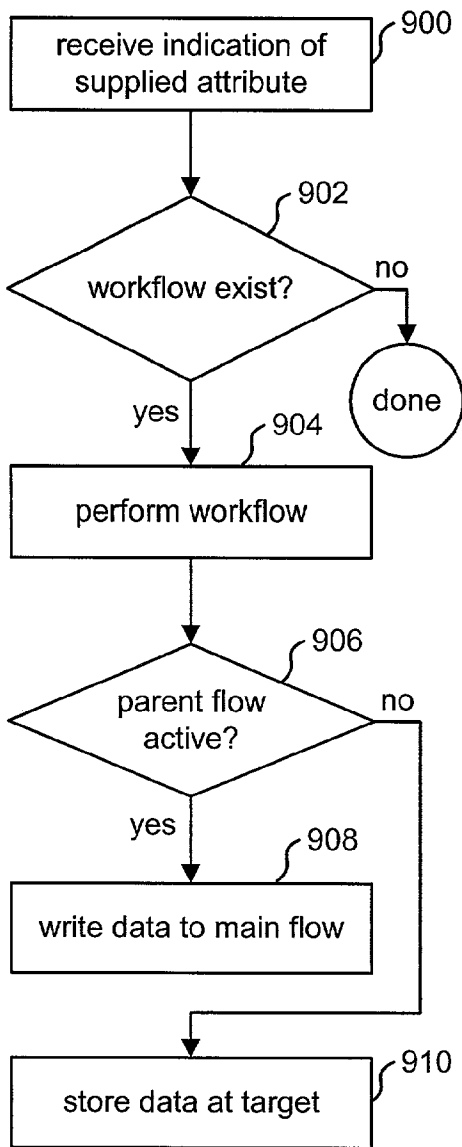 900
receive indication of
supplied attribute
902
workflow exist?
no
done
yes
904
perform workflow
906
parent flow
active?
no
yes
908
write data to main flow
910
store data at target